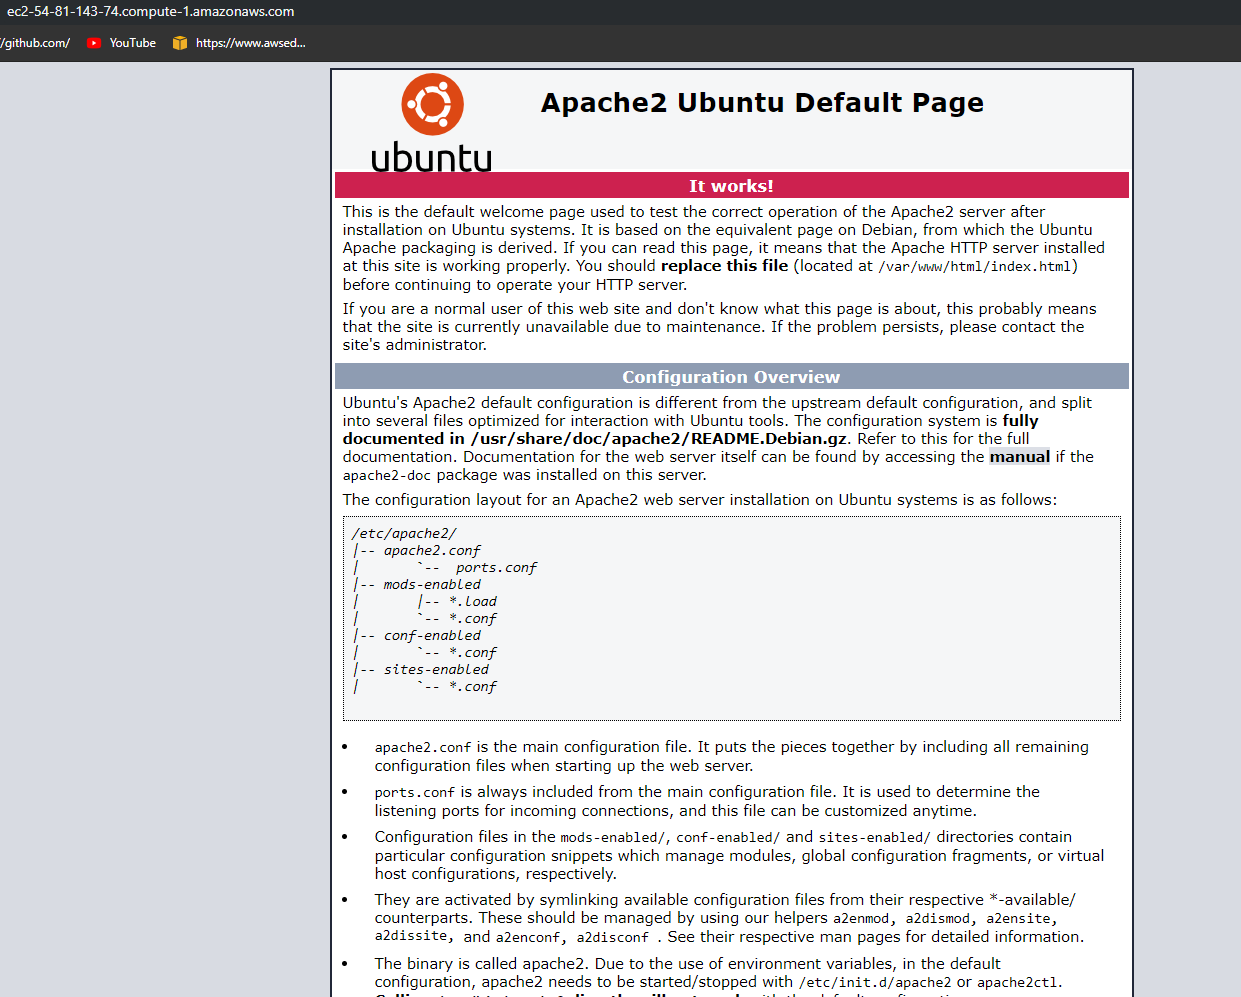 ec2-54-81-143-74.compute-1.amazonaws.com
/github.com/ YouTube https://www.awsed...
ubuntu
Apache2 Ubuntu Default Page
It works!
This is the default welcome page used to test the correct operation of the Apache2 server after
installation on Ubuntu systems. It is based on the equivalent page on Debian, from which the Ubuntu
Apache packaging is derived. If you can read this page, it means that the Apache HTTP server installed
at this site is working properly. You should replace this file (located at /var/www/html/index.html)
before continuing to operate your HTTP server.
If you are a normal user of this web site and don't know what this page is about, this probably means
that the site is currently unavailable due to maintenance. If the problem persists, please contact the
site's administrator.
Configuration Overview
Ubuntu's Apache2 default configuration is different from the upstream default configuration, and split
into several files optimized for interaction with Ubuntu tools. The configuration system is fully
documented in /usr/share/doc/apache2/README.Debian.gz. Refer to this for the full
documentation. Documentation for the web server itself can be found by accessing the manual if the
apache2-doc package was installed on this server.
The configuration layout for an Apache2 web server installation on Ubuntu systems is as follows:
/etc/apache2/
|-- apache2.conf
|       `--  ports.conf
|-- mods-enabled
|       |-- *.load
|       `-- *.conf
|-- conf-enabled
|       `-- *.conf
|-- sites-enabled
|       `-- *.conf
• apache2.conf is the main configuration file. It puts the pieces together by including all remaining
configuration files when starting up the web server.
• ports.conf is always included from the main configuration file. It is used to determine the
listening ports for incoming connections, and this file can be customized anytime.
• Configuration files in the mods-enabled/, conf-enabled/ and sites-enabled/ directories contain
particular configuration snippets which manage modules, global configuration fragments, or virtual
host configurations, respectively.
• They are activated by symlinking available configuration files from their respective *-available/
counterparts. These should be managed by using our helpers a2enmod, a2dismod, a2ensite,
a2dissite, and a2enconf, a2disconf . See their respective man pages for detailed information.
• The binary is called apache2. Due to the use of environment variables, in the default
configuration, apache2 needs to be started/stopped with /etc/init.d/apache2 or apache2ctl.